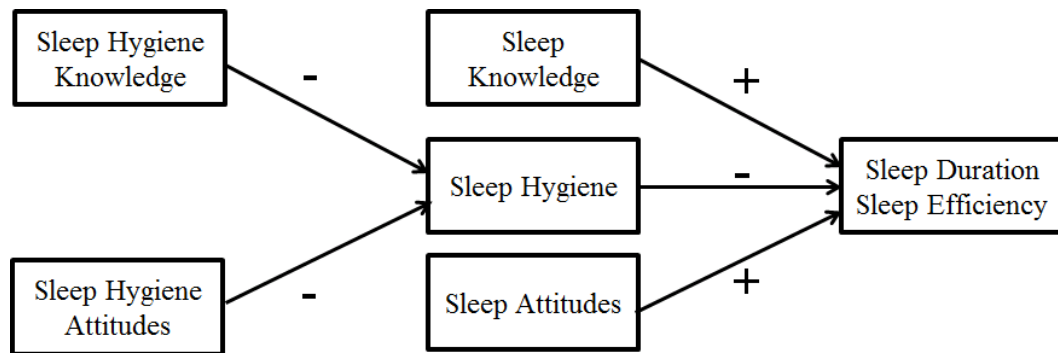 Sleep Hygiene
Knowledge
-
Sleep
Knowledge
+
Sleep Hygiene
-
Sleep Duration
Sleep Efficiency
Sleep Hygiene
Attitudes
-
Sleep Attitudes
+